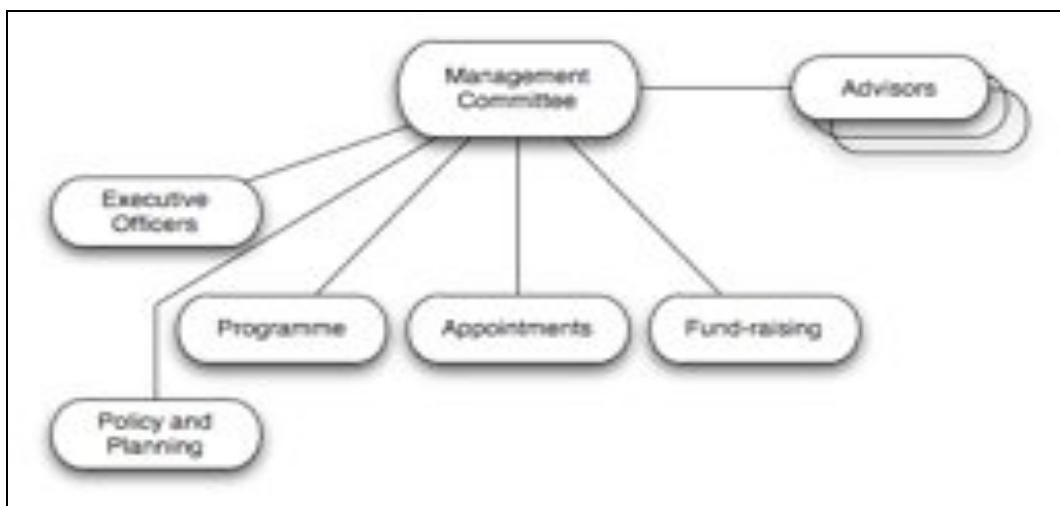 Management
Committee
Advisors
Executive
Officers
Programme
Appointments
Fund-raising
Policy and
Planning